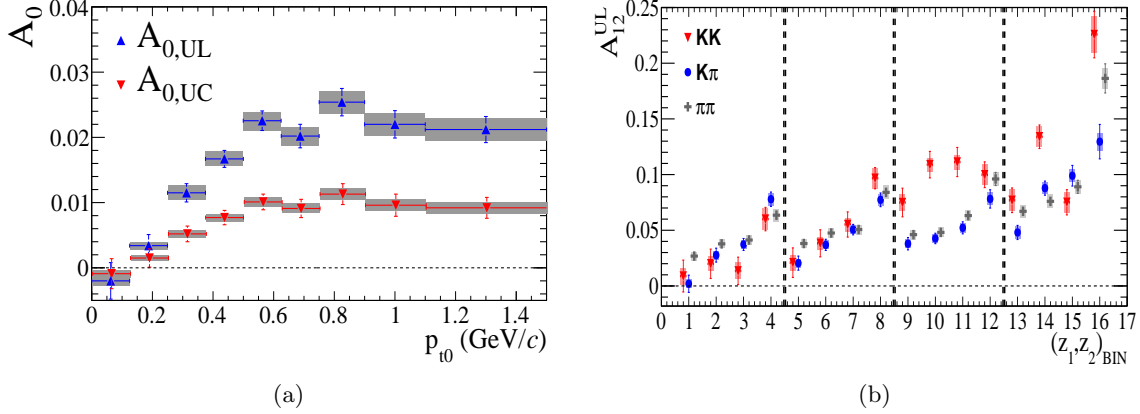 A₀
0.04
0.03
0.02
0.01
0
A₀,UL
A₀,UC
0 0.2 0.4 0.6 0.8 1 1.2 1.4
pₜ₀ (GeV/c)
(a)
A₁₂^UL
0.25
0.2
0.15
0.1
0.05
0
KK
Kπ
ππ
0 1 2 3 4 5 6 7 8 9 10 11 12 13 14 15 16 17
(z₁,z₂)BIN
(b)